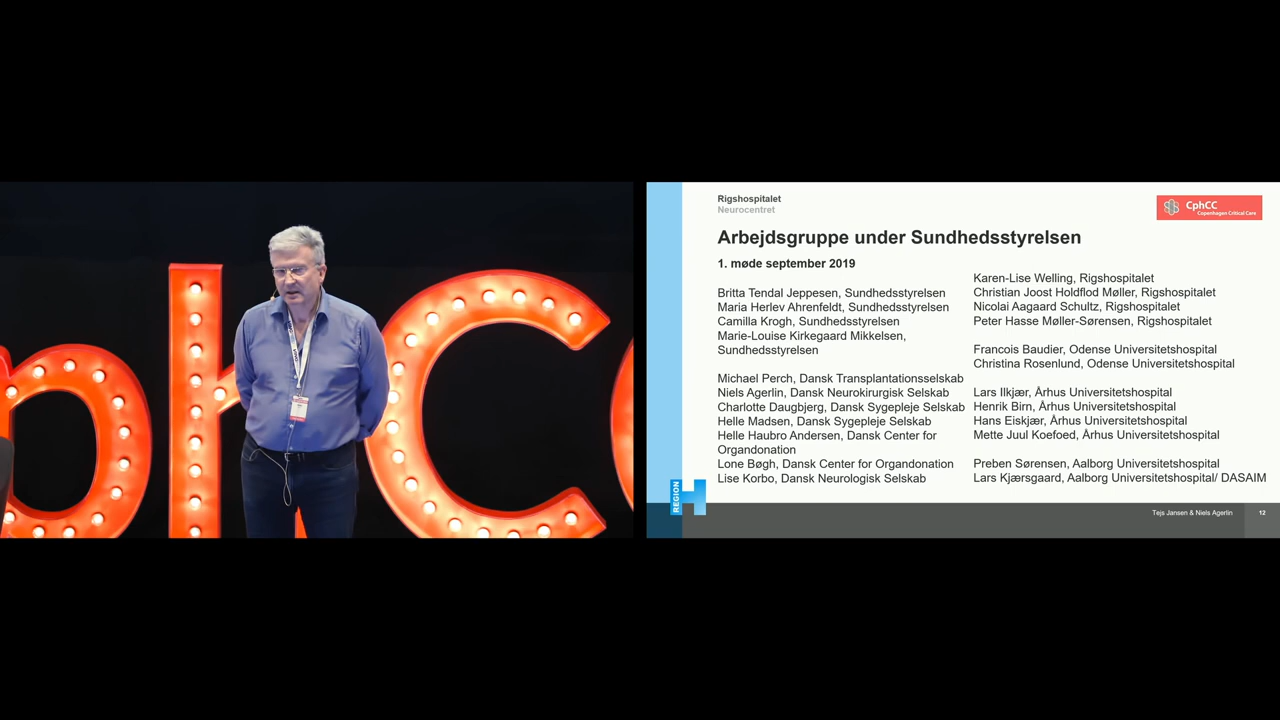 phC
Rigshospitalet
Neurocentret
CphCC
Copenhagen Critical Care
Arbejdsgruppe under Sundhedsstyrelsen
1. møde september 2019
Britta Tendal Jeppesen, Sundhedsstyrelsen
Maria Herlev Ahrenfeldt, Sundhedsstyrelsen
Camilla Krogh, Sundhedsstyrelsen
Marie-Louise Kirkegaard Mikkelsen,
Sundhedsstyrelsen
Michael Perch, Dansk Transplantationsselskab
Niels Agerlin, Dansk Neurokirurgisk Selskab
Charlotte Daugbjerg, Dansk Sygepleje Selskab
Helle Madsen, Dansk Sygepleje Selskab
Helle Haubro Andersen, Dansk Center for
Organdonation
Lone Bøgh, Dansk Center for Organdonation
Lise Korbo, Dansk Neurologisk Selskab
Karen-Lise Welling, Rigshospitalet
Christian Joost Holdflod Møller, Rigshospitalet
Nicolai Aagaard Schultz, Rigshospitalet
Peter Hasse Møller-Sørensen, Rigshospitalet
Francois Baudier, Odense Universitetshospital
Christina Rosenlund, Odense Universitetshospital
Lars Ilkjær, Århus Universitetshospital
Henrik Birn, Århus Universitetshospital
Hans Eiskjær, Århus Universitetshospital
Mette Juul Koefoed, Århus Universitetshospital
Preben Sørensen, Aalborg Universitetshospital
Lars Kjærsgaard, Aalborg Universitetshospital/ DASAIM
REGION
Tejs Jansen & Niels Agerlin
12